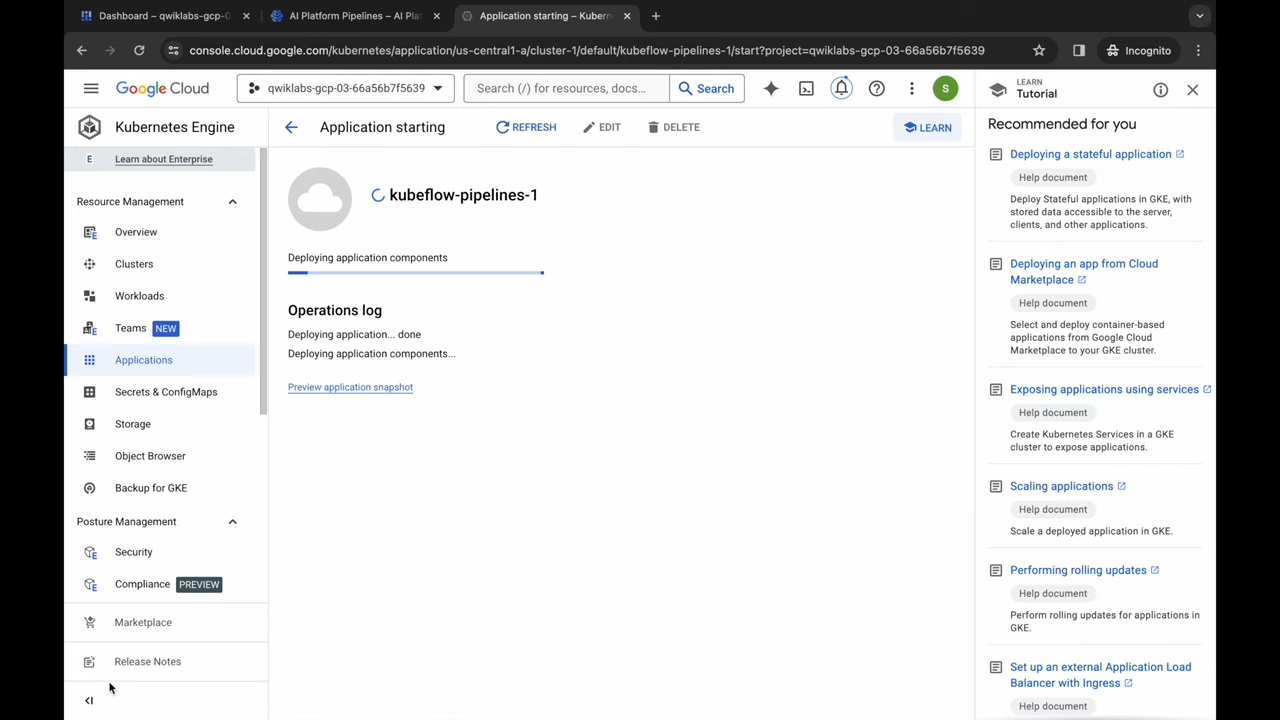 Dashboard – qwiklabs-gcp-0
AI Platform Pipelines – AI Pla
Application starting – Kubern
console.cloud.google.com/kubernetes/application/us-central1-a/cluster-1/default/kubeflow-pipelines-1/start?project=qwiklabs-gcp-03-66a56b7f5639
Incognito
Google Cloud
qwiklabs-gcp-03-66a56b7f5639
Search (/) for resources, docs...
Search
S
LEARN
Tutorial
Kubernetes Engine
Application starting
REFRESH
EDIT
DELETE
LEARN
E
Learn about Enterprise
Resource Management
Overview
Clusters
Workloads
Teams NEW
Applications
Secrets & ConfigMaps
Storage
Object Browser
Backup for GKE
Posture Management
Security
Compliance PREVIEW
Marketplace
Release Notes
kubeflow-pipelines-1
Deploying application components
Operations log
Deploying application... done
Deploying application components...
Preview application snapshot
Recommended for you
Deploying a stateful application
Help document
Deploy Stateful applications in GKE, with
stored data accessible to the server,
clients, and other applications.
Deploying an app from Cloud
Marketplace
Help document
Select and deploy container-based
applications from Google Cloud
Marketplace to your GKE cluster.
Exposing applications using services
Help document
Create Kubernetes Services in a GKE
cluster to expose applications.
Scaling applications
Help document
Scale a deployed application in GKE.
Performing rolling updates
Help document
Perform rolling updates for applications in
GKE.
Set up an external Application Load
Balancer with Ingress
Help document